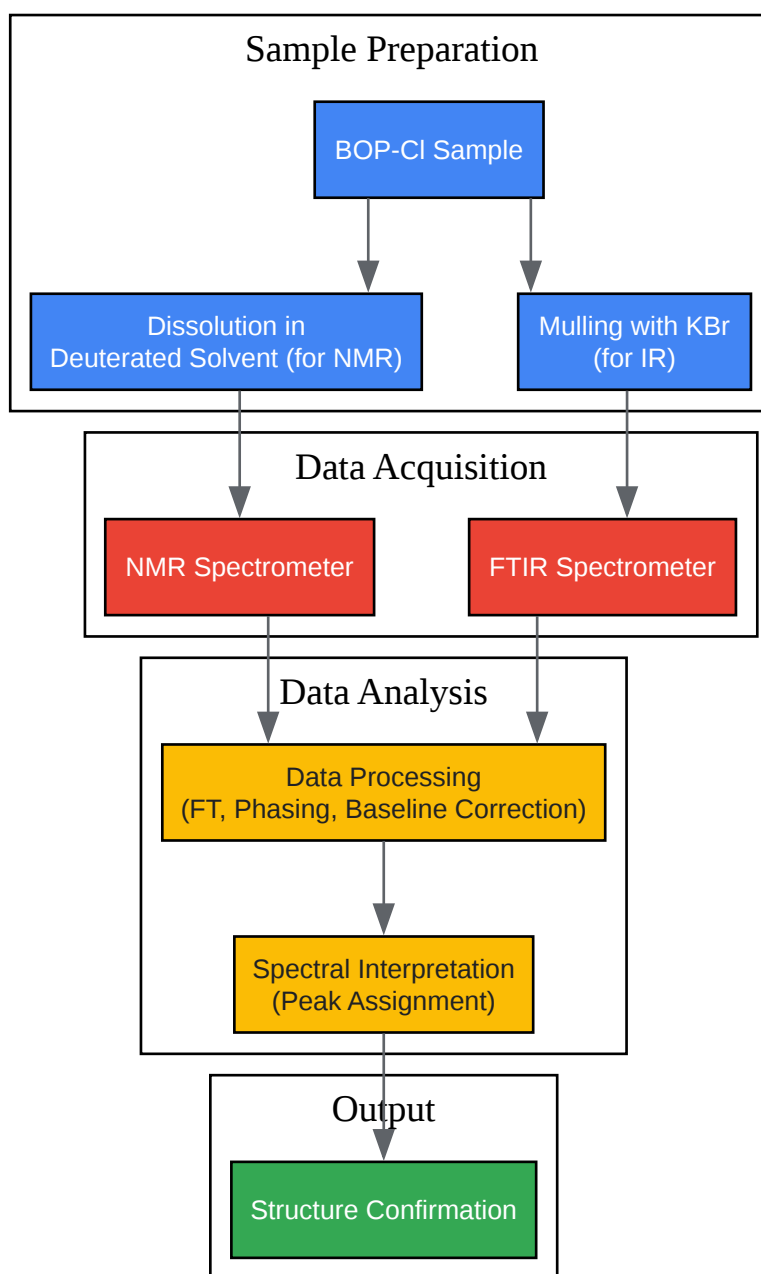 Sample Preparation
BOP-Cl Sample
Dissolution in
Deuterated Solvent (for NMR)
Mulling with KBr
(for IR)
Data Acquisition
NMR Spectrometer
FTIR Spectrometer
Data Analysis
Data Processing
(FT, Phasing, Baseline Correction)
Spectral Interpretation
(Peak Assignment)
Output
Structure Confirmation